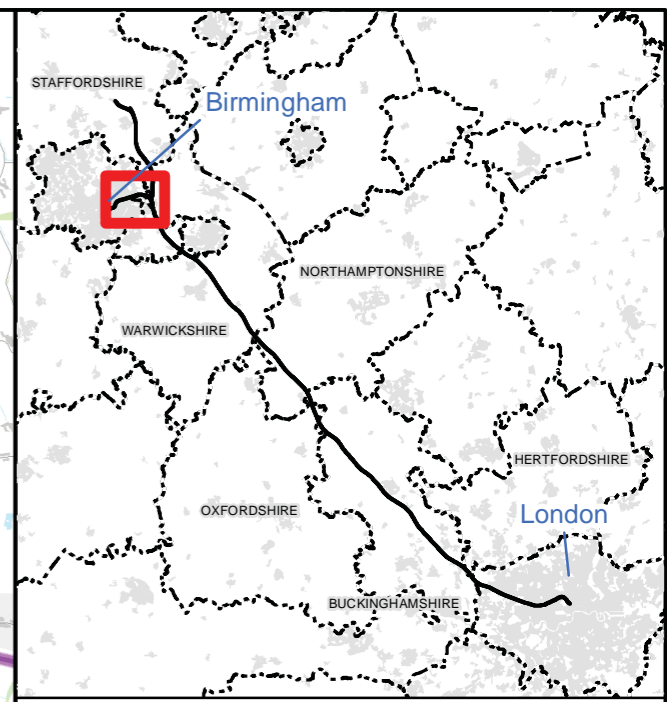 STAFFORDSHIRE
Birmingham
NORTHAMPTONSHIRE
WARWICKSHIRE
HERTFORDSHIRE
OXFORDSHIRE
London
BUCKINGHAMSHIRE